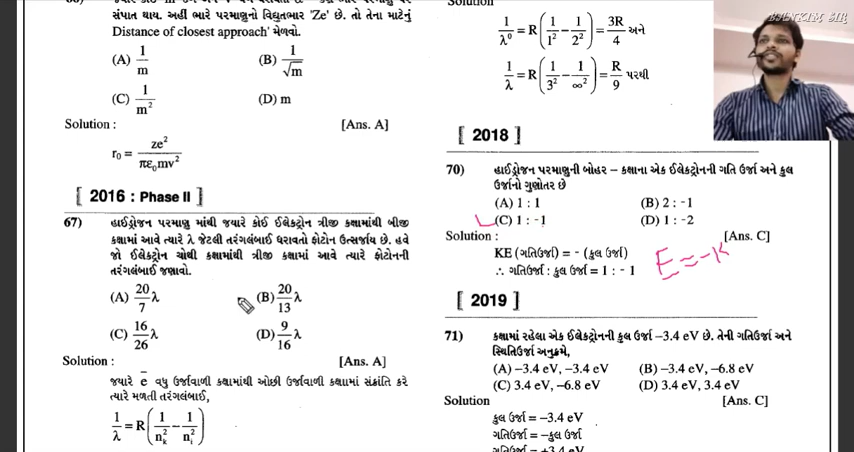 સંપાત થાય. અહીં ભારે પરમાણુનો વિદ્યુતભાર 'Ze' છે. તો તેના માટેનું
Distance of closest approach' મેળવો.
(A) 1/m (B) 1/√m
(C) 1/m² (D) m
Solution : [Ans. A]
r₀ = ze²/πε₀mv²
[ 2016 : Phase II ]
67) હાઈડ્રોજન પરમાણુ માંથી જયારે કોઈ ઈલેકટ્રોન ત્રીજી કક્ષામાંથી બીજી
કક્ષામાં આવે ત્યારે λ જેટલી તરંગલંબાઈ ધરાવતો ફોટોન ઉત્સર્જાય છે. હવે
જો ઈલેકટ્રોન ચોથી કક્ષામાંથી ત્રીજી કક્ષામાં આવે ત્યારે ફોટોનની
તરંગલંબાઈ જણાવો.
(A) 20/7 λ (B) 20/13 λ
(C) 16/26 λ (D) 9/16 λ
Solution : [Ans. A]
જયારે e̅ વધુ ઉર્જાવાળી કક્ષામાંથી ઓછી ઉર્જાવાળી કક્ષાામાં સંક્રાંતિ કરે
ત્યારે મળતી તરંગલંબાઈ,
1/λ = R(1/n²ₖ − 1/n²ᵢ)
Solution
1/λ⁰ = R(1/1² − 1/2²) = 3R/4 અને
1/λ = R(1/3² − 1/∞²) = R/9 પરથી
[ 2018 ]
70) હાઈડ્રોજન પરમાણુની બોહર – કક્ષાના એક ઈલેકટ્રોનની ગતિ ઉર્જા અને કુલ
ઉર્જાનો ગુણોતર છે
(A) 1 : 1 (B) 2 : -1
(C) 1 : -1 (D) 1 : -2
Solution : [Ans. C]
KE (ગતિઉર્જા) = - (કુલ ઉર્જા)
∴ ગતિઉર્જા : કુલ ઉર્જા = 1 : - 1
E = -K
[ 2019 ]
71) કક્ષામાં રહેલા એક ઈલેકટ્રોનની કુલ ઉર્જા –3.4 eV છે. તેની ગતિઉર્જા અને
સ્થિતિઉર્જા અનુક્રમે,
(A) –3.4 eV, –3.4 eV (B) –3.4 eV, –6.8 eV
(C) 3.4 eV, –6.8 eV (D) 3.4 eV, 3.4 eV
Solution [Ans. C]
કુલ ઉર્જા = –3.4 eV
ગતિઉર્જા = –કુલ ઉર્જા
BANKIM SIR